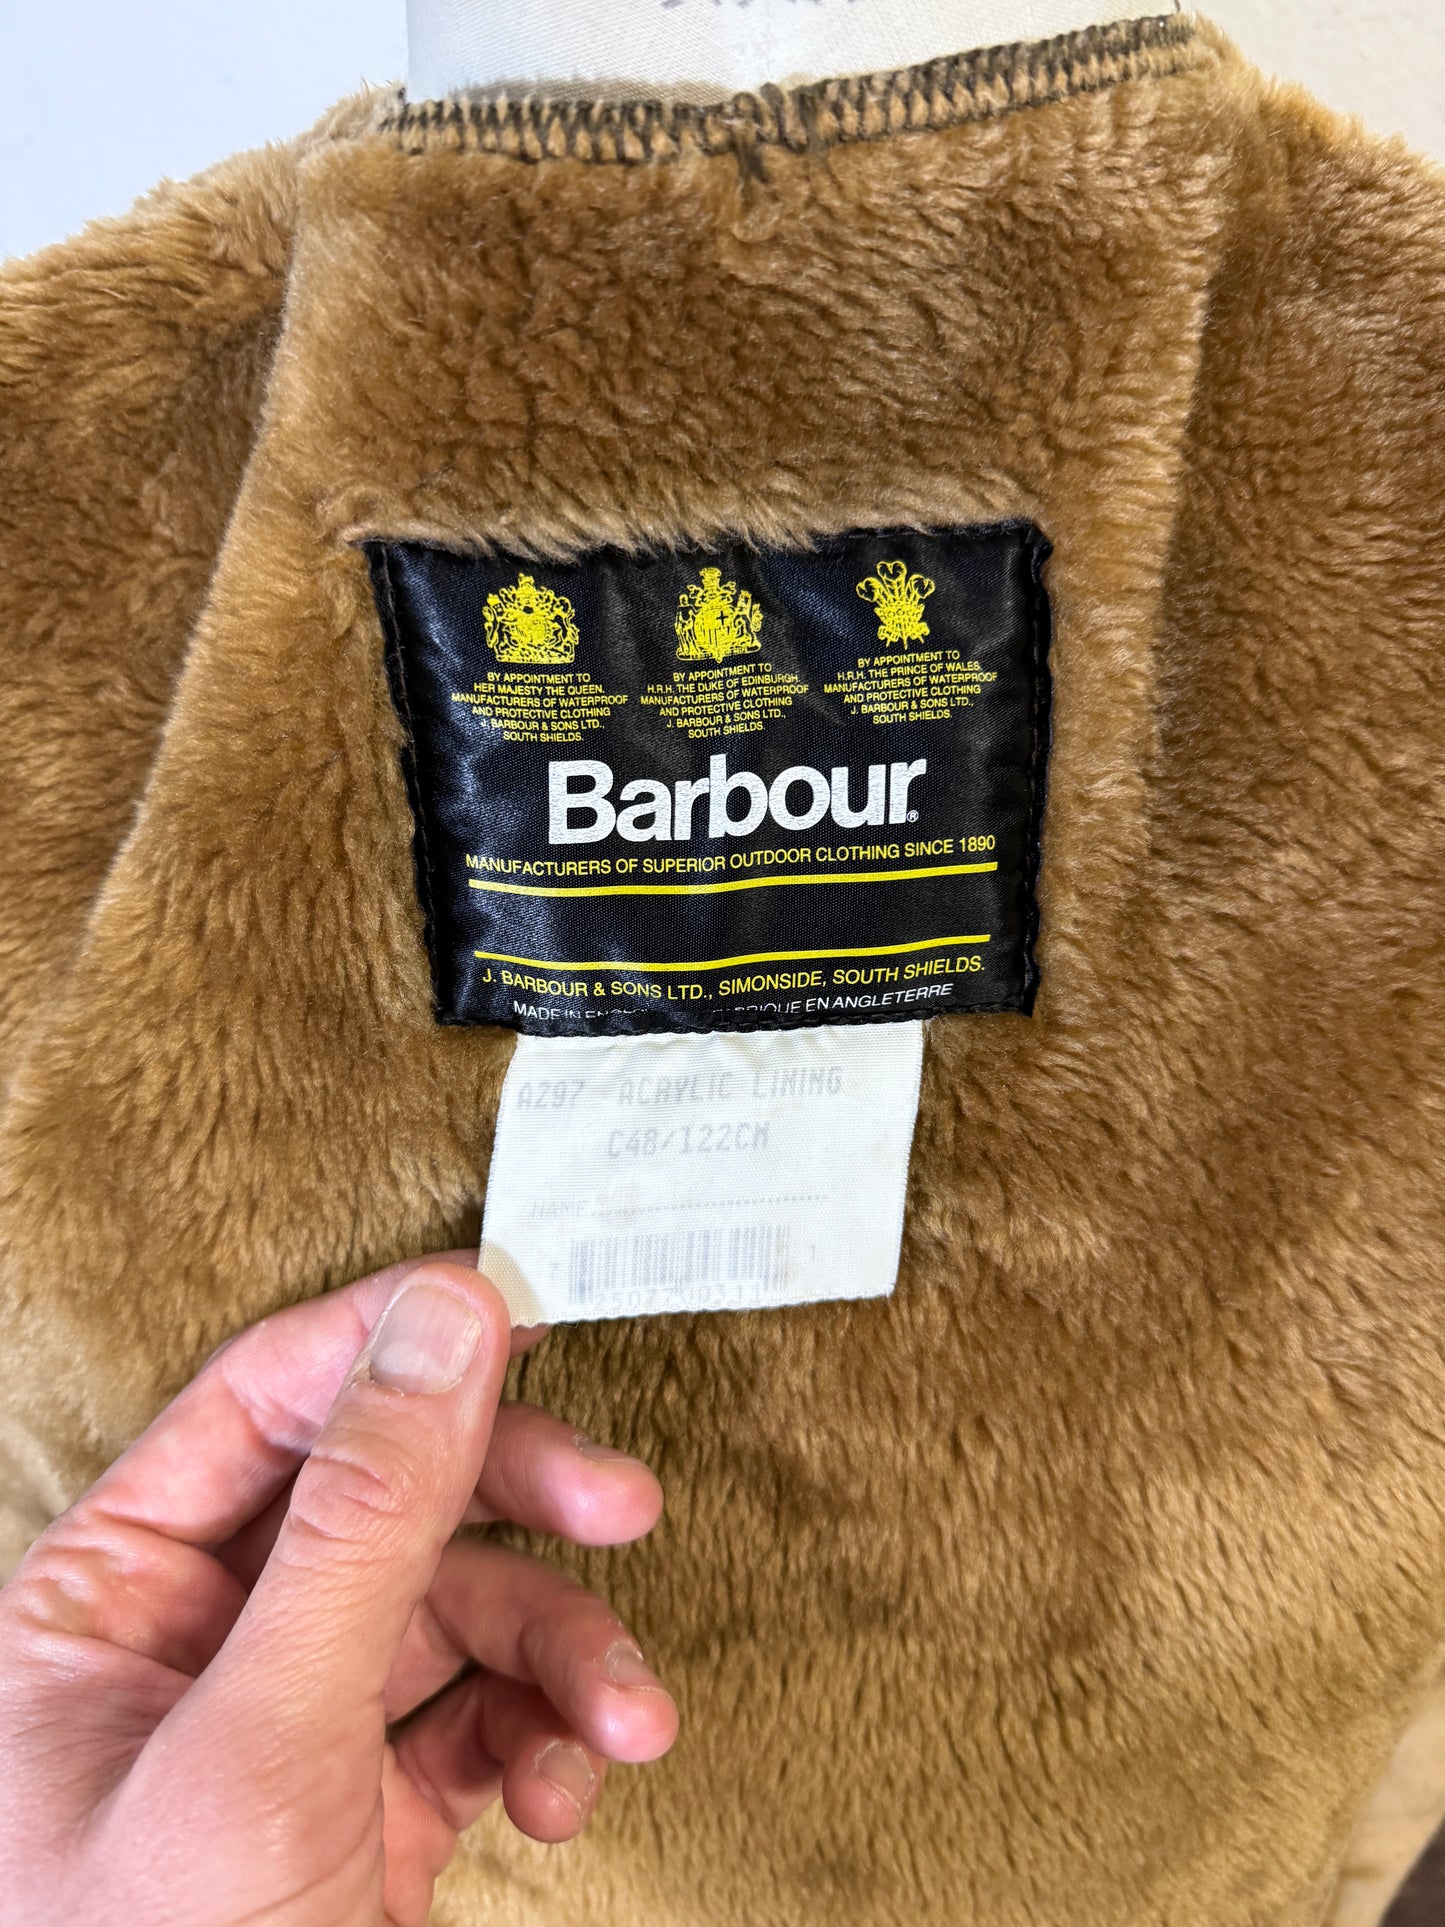 BY APPOINTMENT TO
HER MAJESTY THE QUEEN.
MANUFACTURERS OF WATERPROOF
AND PROTECTIVE CLOTHING
J. BARBOUR & SONS LTD.,
SOUTH SHIELDS.
BY APPOINTMENT TO
H.R.H. THE DUKE OF EDINBURGH.
MANUFACTURERS OF WATERPROOF
AND PROTECTIVE CLOTHING
J. BARBOUR & SONS LTD.,
SOUTH SHIELDS.
BY APPOINTMENT TO
H.R.H. THE PRINCE OF WALES.
MANUFACTURERS OF WATERPROOF
AND PROTECTIVE CLOTHING
J. BARBOUR & SONS LTD.,
SOUTH SHIELDS.
Barbour®
MANUFACTURERS OF SUPERIOR OUTDOOR CLOTHING SINCE 1890
J. BARBOUR & SONS LTD., SIMONSIDE, SOUTH SHIELDS.
MADE IN EN EN ANGLETERRE
A297 ACRYLIC LINING
C48/122CM
NAME